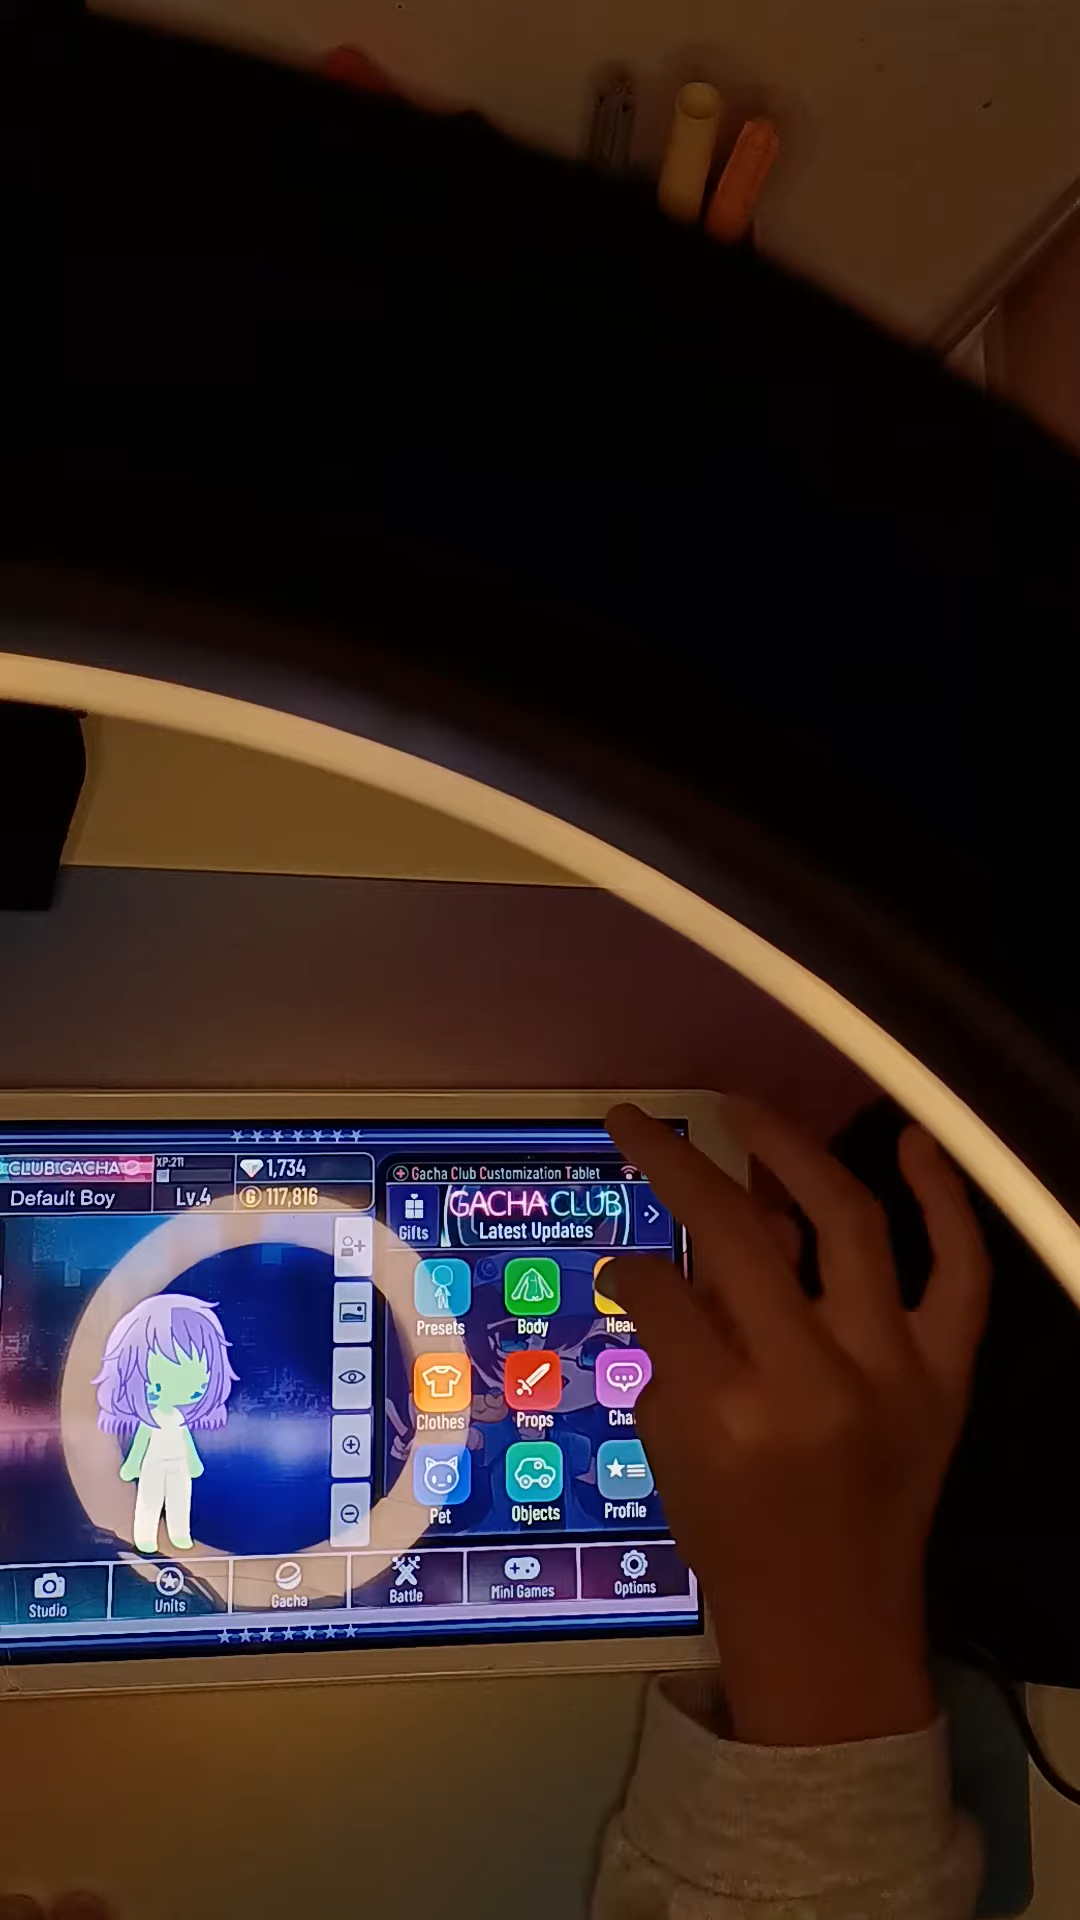 CLUB GACHA
XP-211
1,734
Default Boy
Lv.4
G 117,816
Gacha Club Customization Tablet
Gifts
GACHA CLUB
Latest Updates
Presets
Body
Clothes
Props
Pet
Objects
Profile
Studio
Units
Gacha
Battle
Mini Games
Options